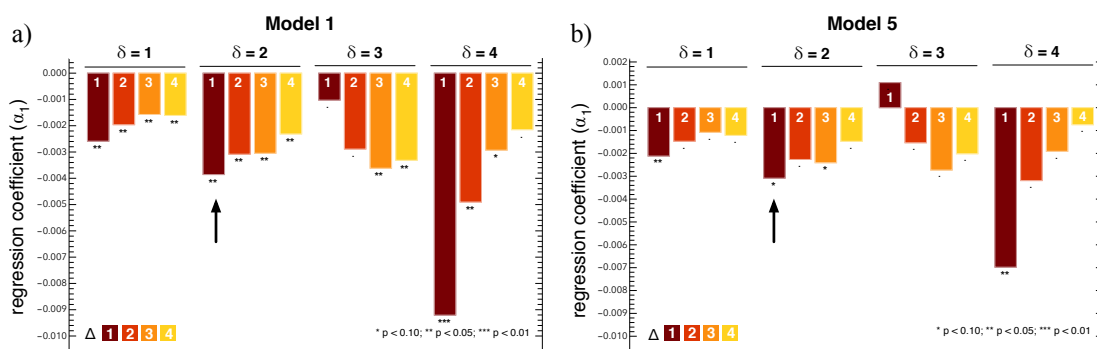 a)
Model 1
δ = 1
δ = 2
δ = 3
δ = 4
regression coefficient (α₁)
0.000
−0.001
−0.002
−0.003
−0.004
−0.005
−0.006
−0.007
−0.008
−0.009
−0.010
1 2 3 4
1 2 3 4
1 2 3 4
1 2 3 4
** ** ** **
** ** ** **
. . ** **
*** ** * .
Δ 1 2 3 4
* p < 0.10; ** p < 0.05; *** p < 0.01
b)
Model 5
δ = 1
δ = 2
δ = 3
δ = 4
regression coefficient (α₁)
0.002
0.001
0.000
−0.001
−0.002
−0.003
−0.004
−0.005
−0.006
−0.007
−0.008
−0.009
−0.010
1 2 3 4
1 2 3 4
1 2 3 4
1 2 3 4
** . . .
* . * .
. . .
** . . .
Δ 1 2 3 4
* p < 0.10; ** p < 0.05; *** p < 0.01